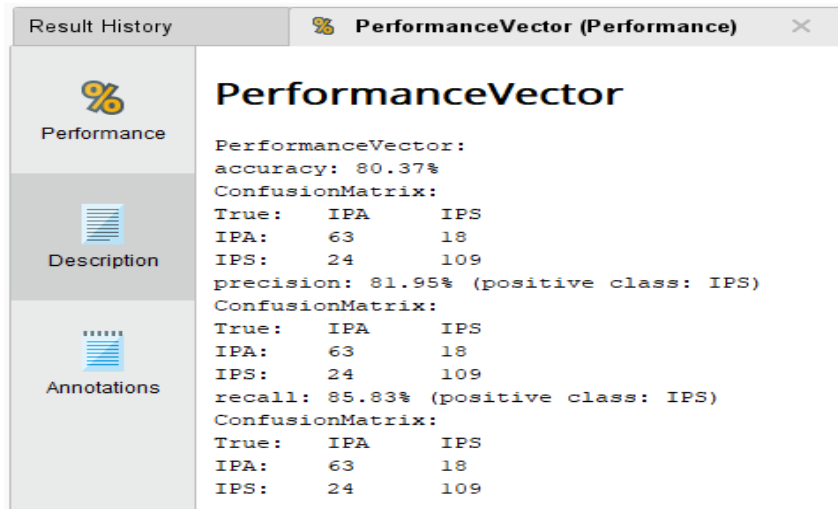 Result History
% PerformanceVector (Performance)
%
Performance
Description
Annotations
PerformanceVector
PerformanceVector:
accuracy: 80.37%
ConfusionMatrix:
True: IPA IPS
IPA: 63 18
IPS: 24 109
precision: 81.95% (positive class: IPS)
ConfusionMatrix:
True: IPA IPS
IPA: 63 18
IPS: 24 109
recall: 85.83% (positive class: IPS)
ConfusionMatrix:
True: IPA IPS
IPA: 63 18
IPS: 24 109